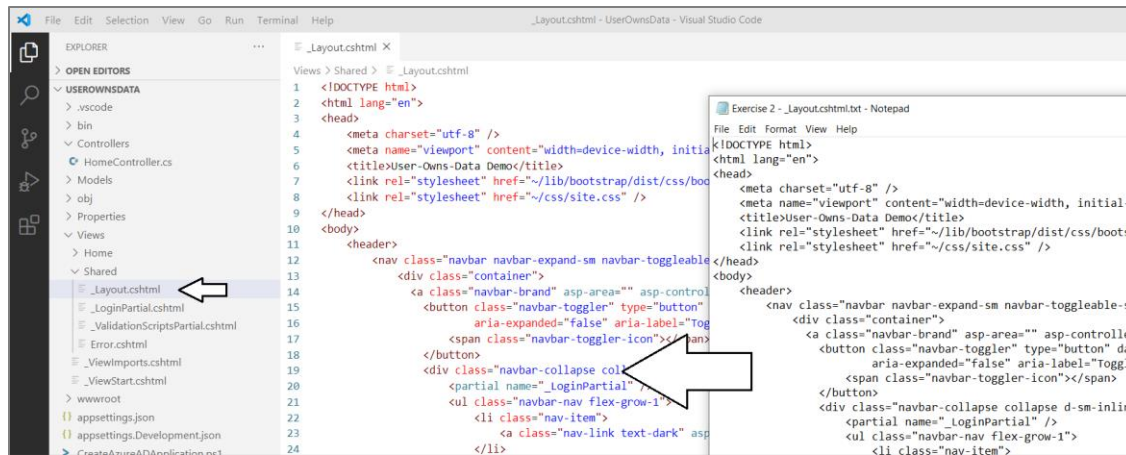 File Edit Selection View Go Run Terminal Help
_Layout.cshtml - UserOwnsData - Visual Studio Code
EXPLORER
OPEN EDITORS
USEROWNSDATA
.vscode
bin
Controllers
HomeController.cs
Models
obj
Properties
Views
Home
Shared
_Layout.cshtml
_LoginPartial.cshtml
_ValidationScriptsPartial.cshtml
Error.cshtml
_ViewImports.cshtml
_ViewStart.cshtml
wwwroot
appsettings.json
appsettings.Development.json
CreateAzureADApplication.ps1
_Layout.cshtml
Views > Shared > _Layout.cshtml
1 <!DOCTYPE html>
2 <html lang="en">
3 <head>
4 <meta charset="utf-8" />
5 <meta name="viewport" content="width=device-width, initia
6 <title>User-Owns-Data Demo</title>
7 <link rel="stylesheet" href="~/lib/bootstrap/dist/css/boo
8 <link rel="stylesheet" href="~/css/site.css" />
9 </head>
10 <body>
11 <header>
12 <nav class="navbar navbar-expand-sm navbar-toggleable
13 <div class="container">
14 <a class="navbar-brand" asp-area="" asp-control
15 <button class="navbar-toggler" type="button"
16 aria-expanded="false" aria-label="Tog
17 <span class="navbar-toggler-icon"></span>
18 </button>
19 <div class="navbar-collapse coll
20 <partial name="_LoginPartial" />
21 <ul class="navbar-nav flex-grow-1">
22 <li class="nav-item">
23 <a class="nav-link text-dark" asp
24 </li>
Exercise 2 - _Layout.cshtml.txt - Notepad
File Edit Format View Help
<!DOCTYPE html>
<html lang="en">
<head>
<meta charset="utf-8" />
<meta name="viewport" content="width=device-width, initial-
<title>User-Owns-Data Demo</title>
<link rel="stylesheet" href="~/lib/bootstrap/dist/css/boots
<link rel="stylesheet" href="~/css/site.css" />
</head>
<body>
<header>
<nav class="navbar navbar-expand-sm navbar-toggleable-s
<div class="container">
<a class="navbar-brand" asp-area="" asp-controlle
<button class="navbar-toggler" type="button" da
aria-expanded="false" aria-label="Toggl
<span class="navbar-toggler-icon"></span>
</button>
<div class="navbar-collapse collapse d-sm-inlin
<partial name="_LoginPartial" />
<ul class="navbar-nav flex-grow-1">
<li class="nav-item">